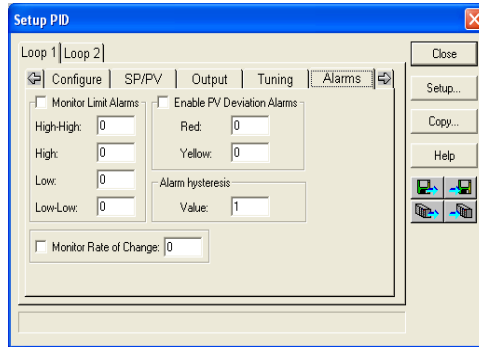 Setup PID
Loop 1 Loop 2
Configure SP/PV Output Tuning Alarms
Monitor Limit Alarms
High-High: 0
High: 0
Low: 0
Low-Low: 0
Enable PV Deviation Alarms
Red: 0
Yellow: 0
Alarm hysteresis
Value: 1
Monitor Rate of Change: 0
Close
Setup...
Copy...
Help